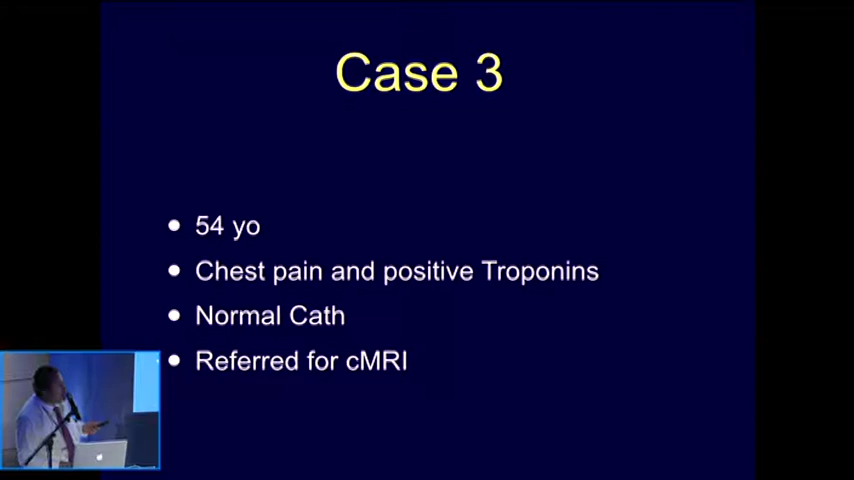 Case 3
54 yo
Chest pain and positive Troponins
Normal Cath
Referred for cMRI